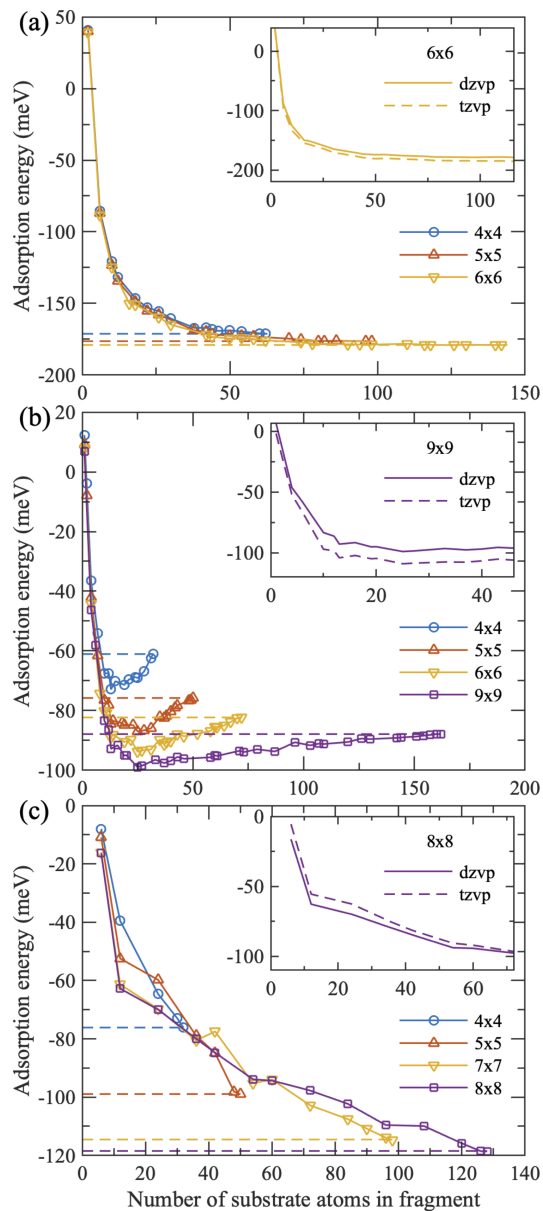 (a)
50
0
-50
-100
-150
-200
Adsorption energy (meV)
0
50
100
150
0
-100
-200
0
50
100
6x6
dzvp
tzvp
4x4
5x5
6x6
(b)
20
0
-20
-40
-60
-80
-100
Adsorption energy (meV)
0
50
100
150
200
0
-50
-100
0
20
40
9x9
dzvp
tzvp
4x4
5x5
6x6
9x9
(c)
0
-20
-40
-60
-80
-100
-120
Adsorption energy (meV)
0
20
40
60
80
100
120
140
0
-50
-100
0
20
40
60
8x8
dzvp
tzvp
4x4
5x5
7x7
8x8
Number of substrate atoms in fragment